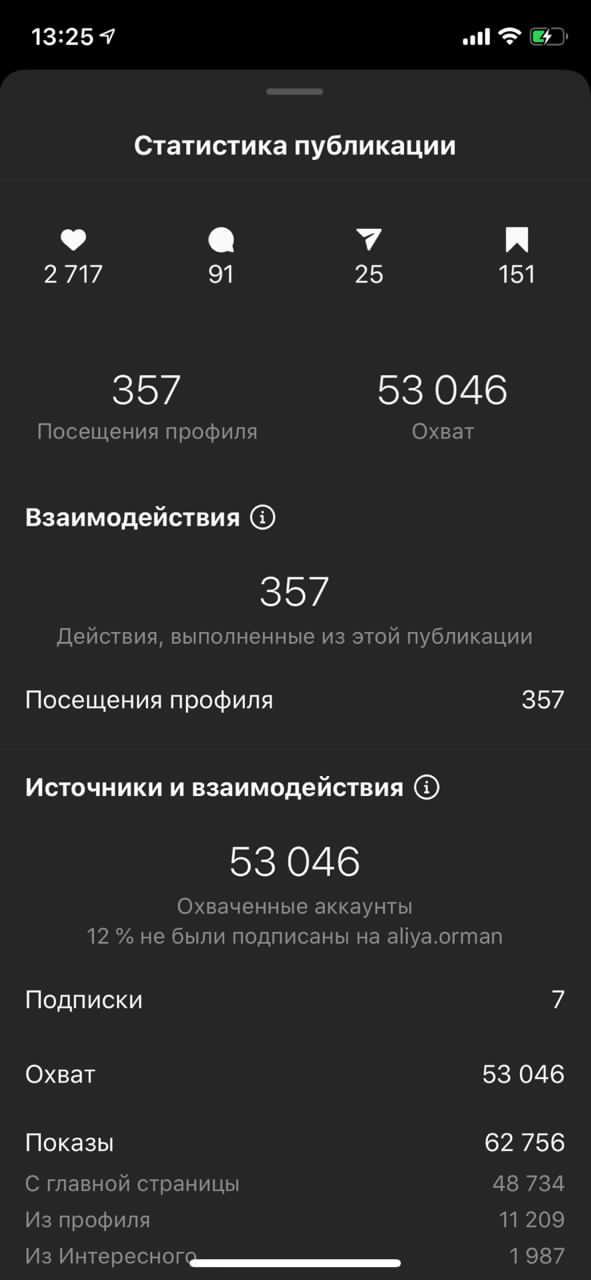 13:25
Статистика публикации
2 717 91 25 151
357 53 046
Посещения профиля Охват
Взаимодействия
357
Действия, выполненные из этой публикации
Посещения профиля 357
Источники и взаимодействия
53 046
Охваченные аккаунты
12 % не были подписаны на aliya.orman
Подписки 7
Охват 53 046
Показы 62 756
С главной страницы 48 734
Из профиля 11 209
Из Интересного 1 987